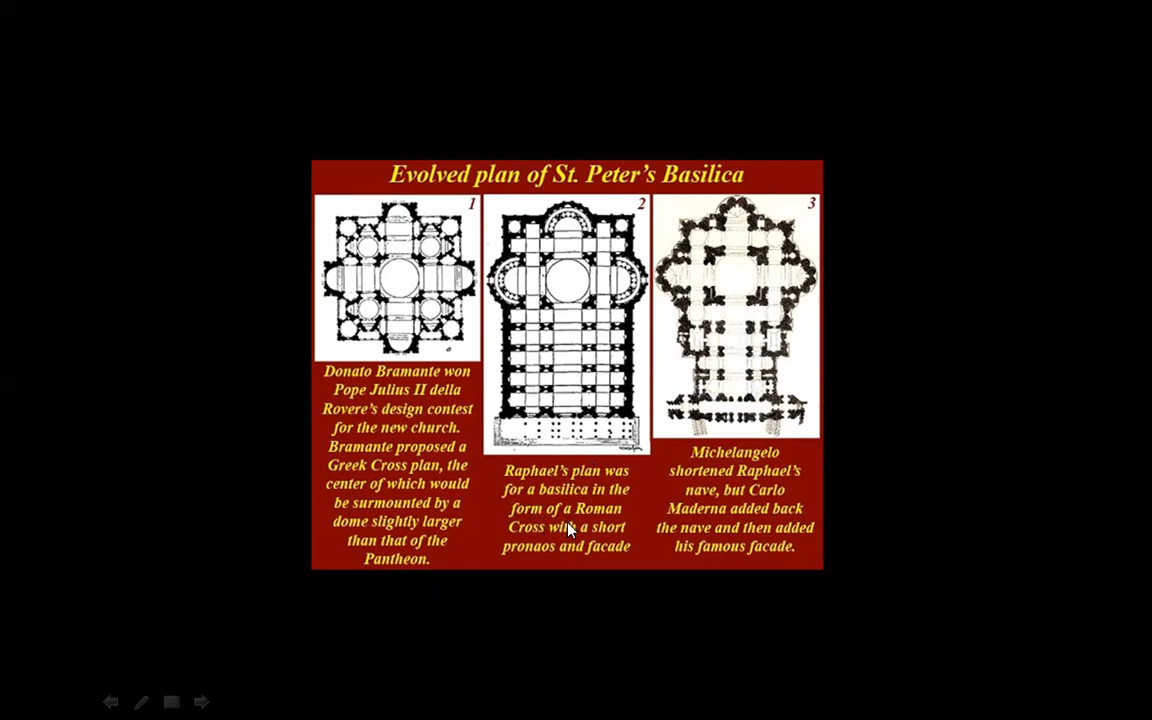 Evolved plan of St. Peter's Basilica
1
Donato Bramante won
Pope Julius II della
Rovere's design contest
for the new church.
Bramante proposed a
Greek Cross plan, the
center of which would
be surmounted by a
dome slightly larger
than that of the
Pantheon.
2
Raphael's plan was
for a basilica in the
form of a Roman
Cross with a short
pronaos and facade
3
Michelangelo
shortened Raphael's
nave, but Carlo
Maderna added back
the nave and then added
his famous facade.